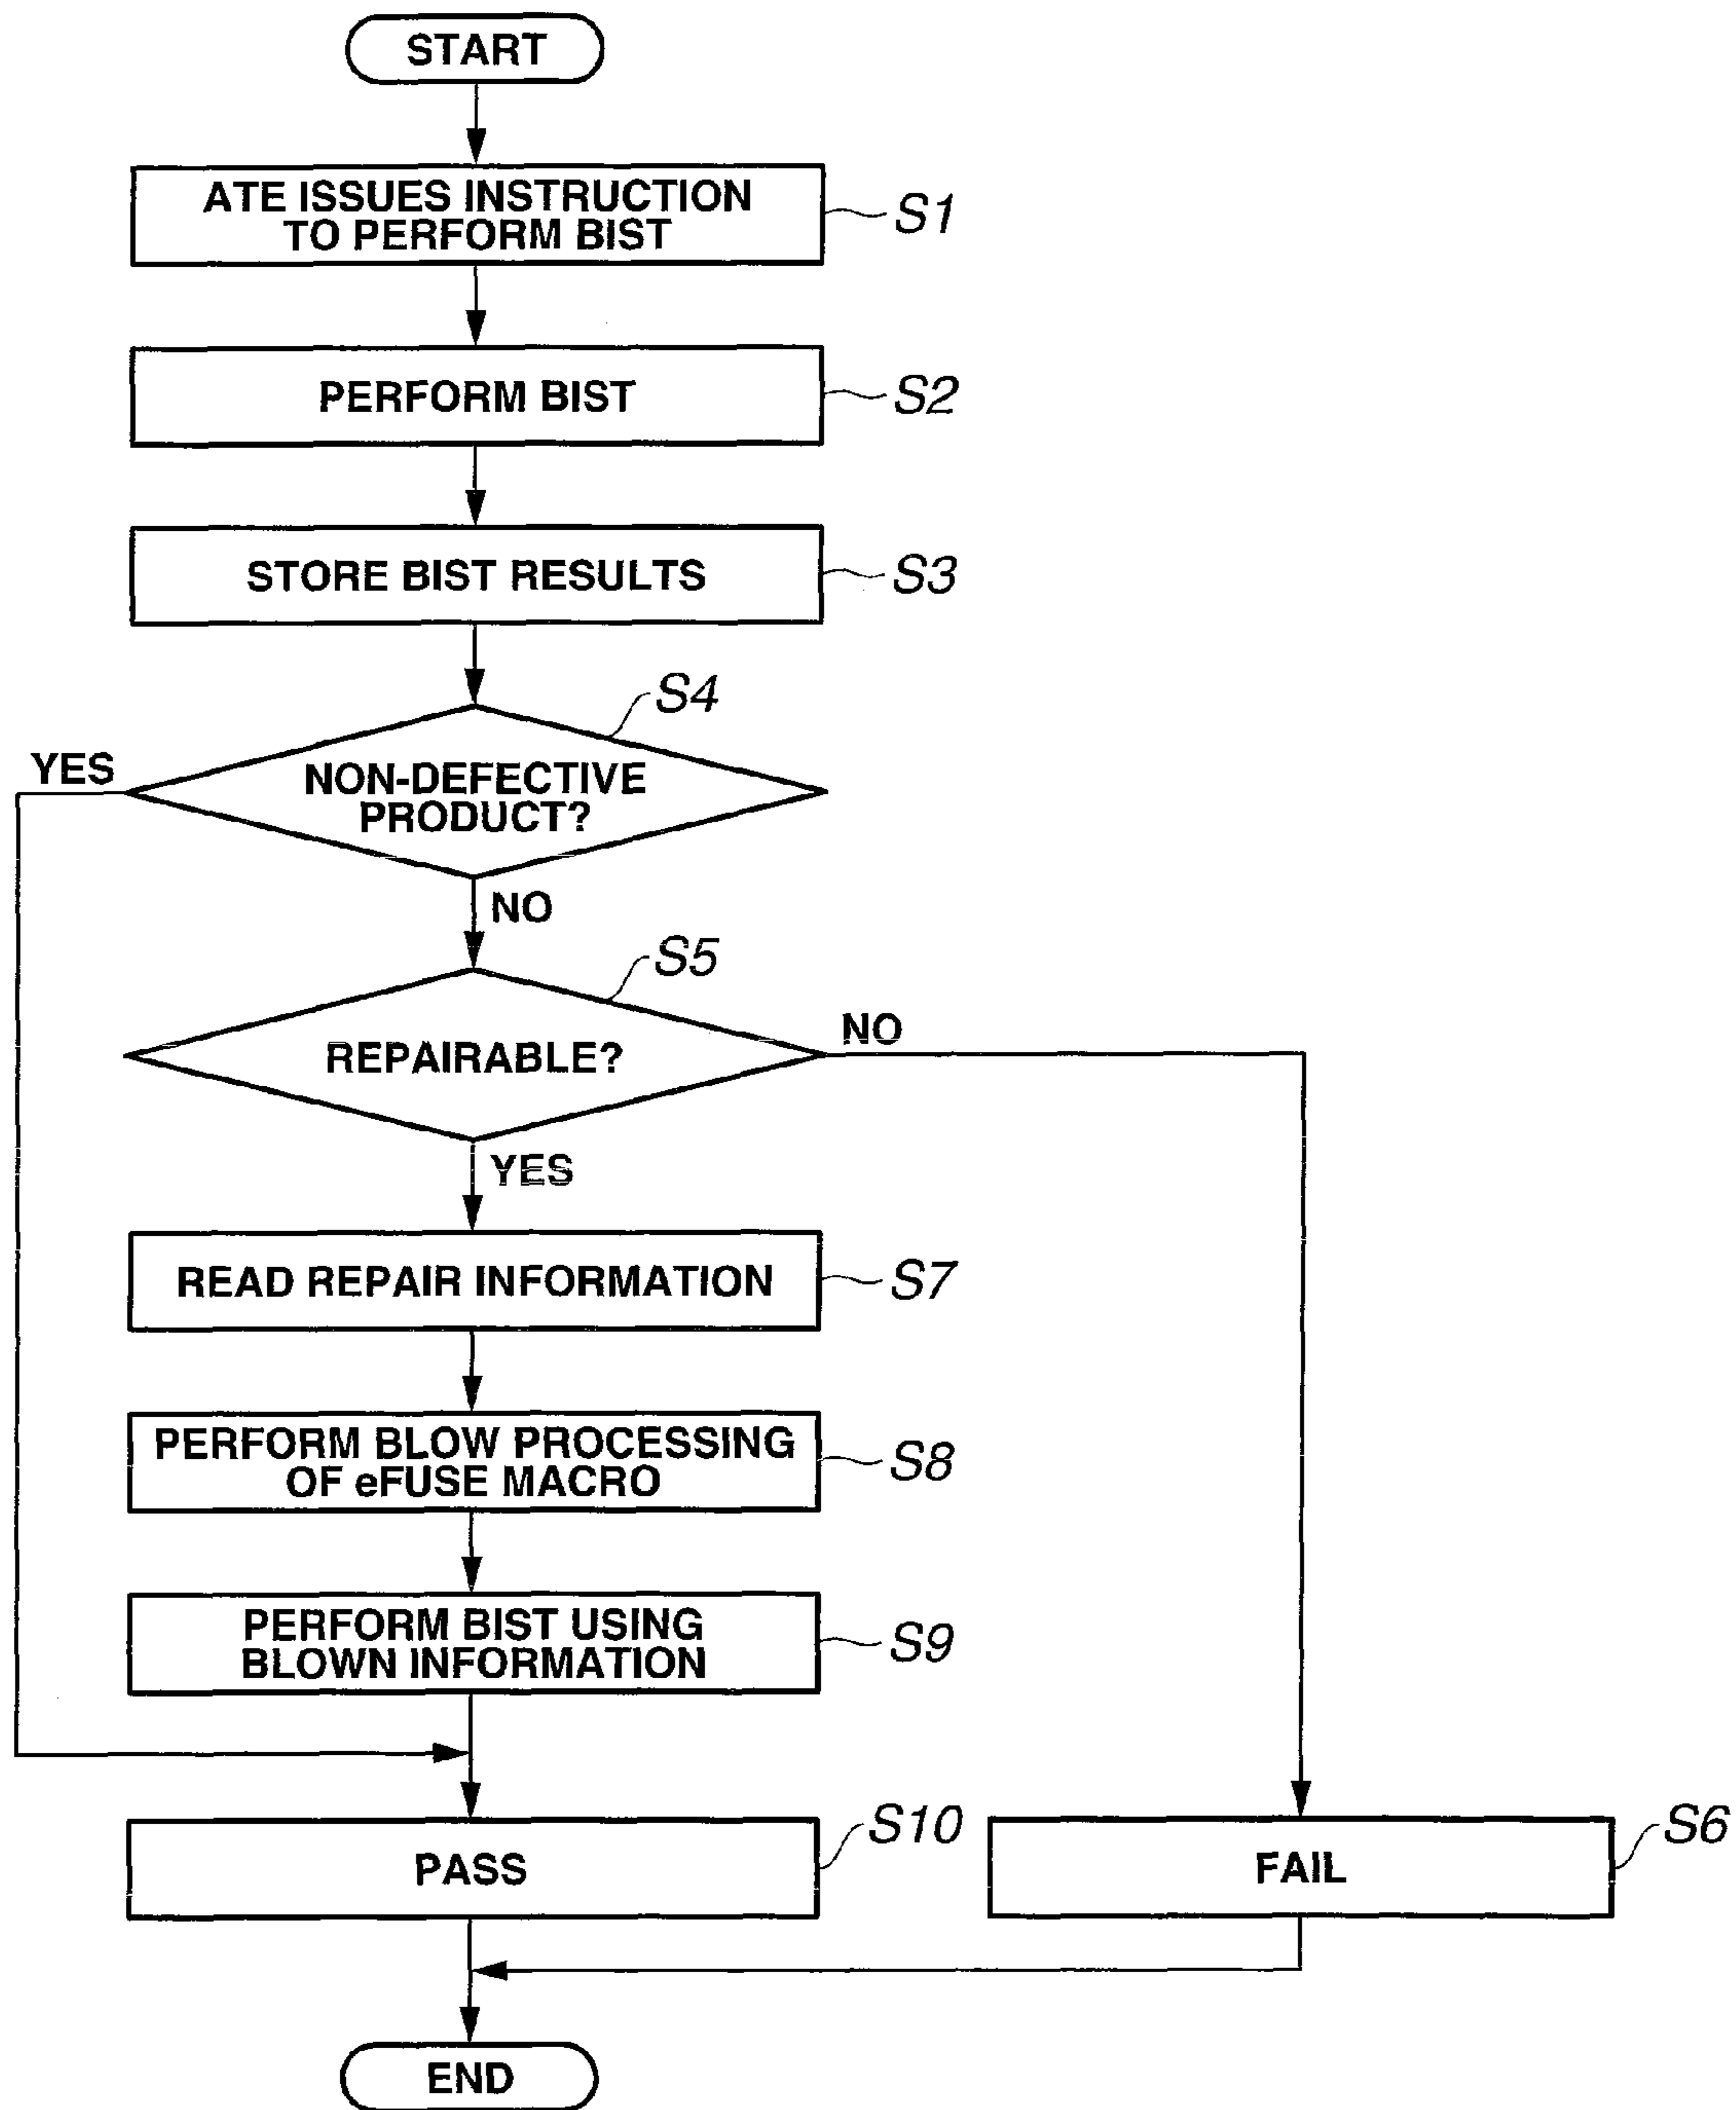 START
ATE ISSUES INSTRUCTION
TO PERFORM BIST
S1
PERFORM BIST
S2
STORE BIST RESULTS
S3
S4
YES
NON-DEFECTIVE
PRODUCT?
NO
S5
NO
REPAIRABLE?
YES
READ REPAIR INFORMATION
S7
PERFORM BLOW PROCESSING
OF eFUSE MACRO
S8
PERFORM BIST USING
BLOWN INFORMATION
S9
PASS
S10
FAIL
S6
END